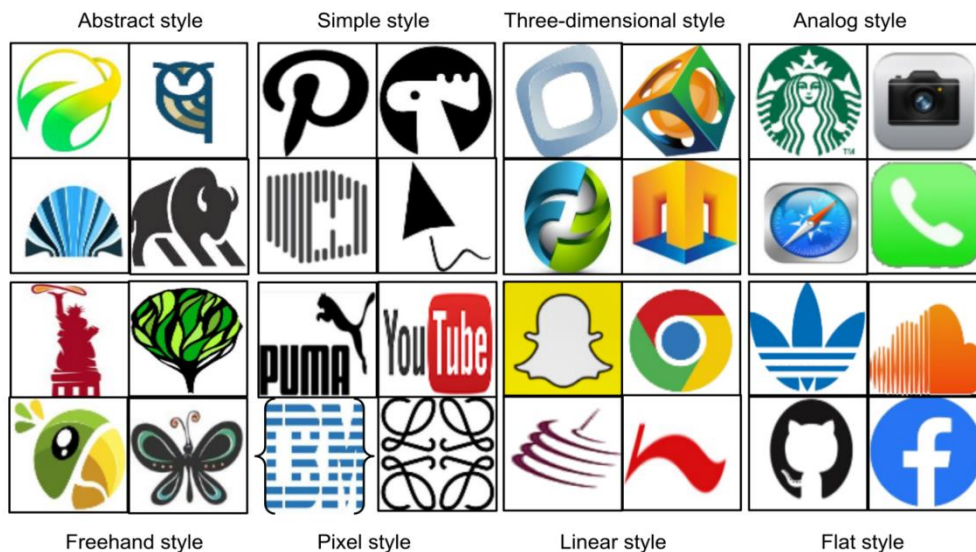 Abstract style
Simple style
Three-dimensional style
Analog style
TM
PUMA
YouTube
{IBM}
Freehand style
Pixel style
Linear style
Flat style